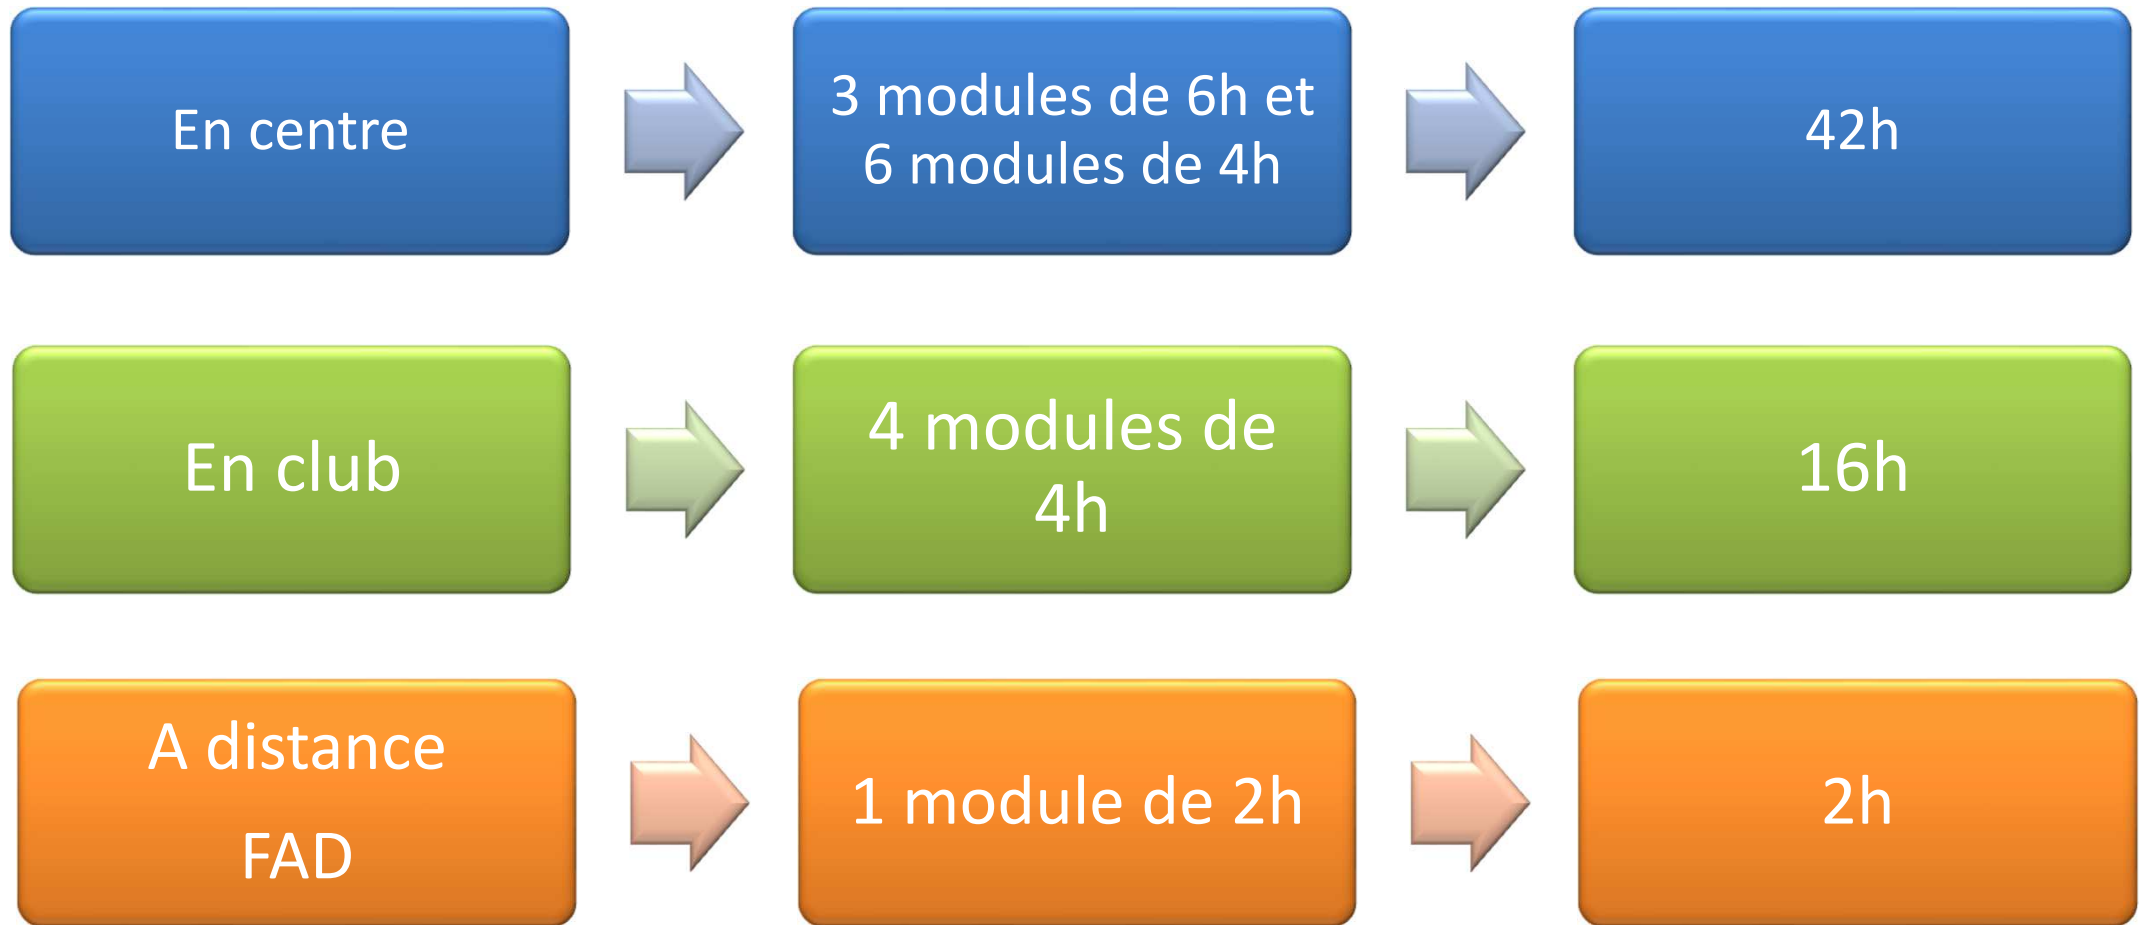 En centre
3 modules de 6h et
6 modules de 4h
42h
En club
4 modules de
4h
16h
A distance
FAD
1 module de 2h
2h